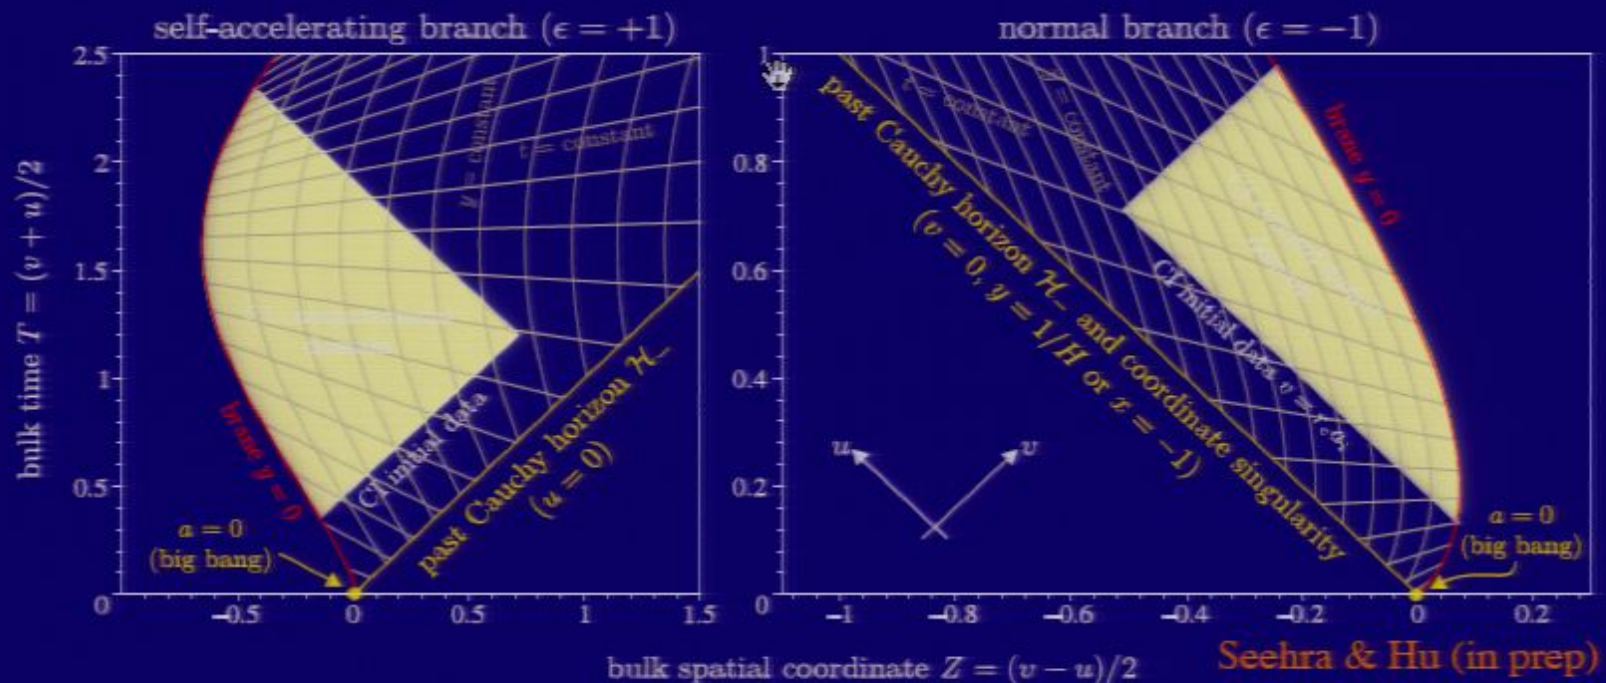 self-accelerating branch (ϵ = +1)
2.5
2
1.5
1
0.5
0
bulk time T = (v + u)/2
y = constant
t = constant
brane y = 0
CI initial data
past Cauchy horizon ℋ₋
(u = 0)
a = 0
(big bang)
−0.5
0
0.5
1
1.5
normal branch (ϵ = −1)
1
0.8
0.6
0.4
0.2
0
t = constant
y = constant
brane y = 0
past Cauchy horizon ℋ₋ and coordinate singularity
(v = 0, y = 1/H or x = −1)
u
v
a = 0
(big bang)
−1
−0.8
−0.6
−0.4
−0.2
0
0.2
bulk spatial coordinate Z = (v − u)/2
Seehra & Hu (in prep)